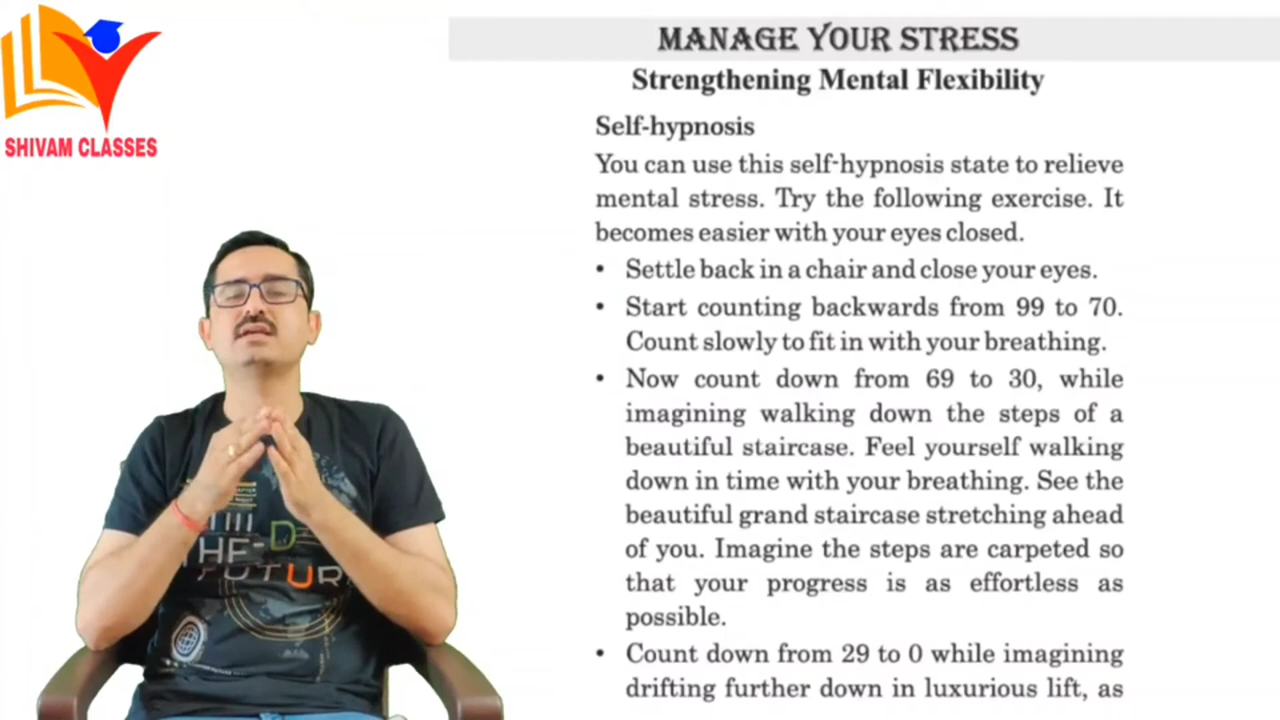 SHIVAM CLASSES
MANAGE YOUR STRESS
Strengthening Mental Flexibility
Self-hypnosis
You can use this self-hypnosis state to relieve
mental stress. Try the following exercise. It
becomes easier with your eyes closed.
• Settle back in a chair and close your eyes.
• Start counting backwards from 99 to 70.
Count slowly to fit in with your breathing.
• Now count down from 69 to 30, while
imagining walking down the steps of a
beautiful staircase. Feel yourself walking
down in time with your breathing. See the
beautiful grand staircase stretching ahead
of you. Imagine the steps are carpeted so
that your progress is as effortless as
possible.
• Count down from 29 to 0 while imagining
drifting further down in luxurious lift, as
THE-D
FUTUR